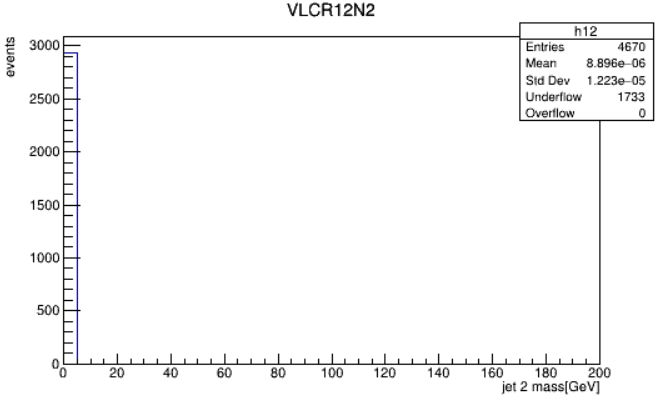 VLCR12N2
h12
Entries 4670
Mean 8.896e−06
Std Dev 1.223e−05
Underflow 1733
Overflow 0
events
3000
2500
2000
1500
1000
500
0
0 20 40 60 80 100 120 140 160 180 200
jet 2 mass[GeV]